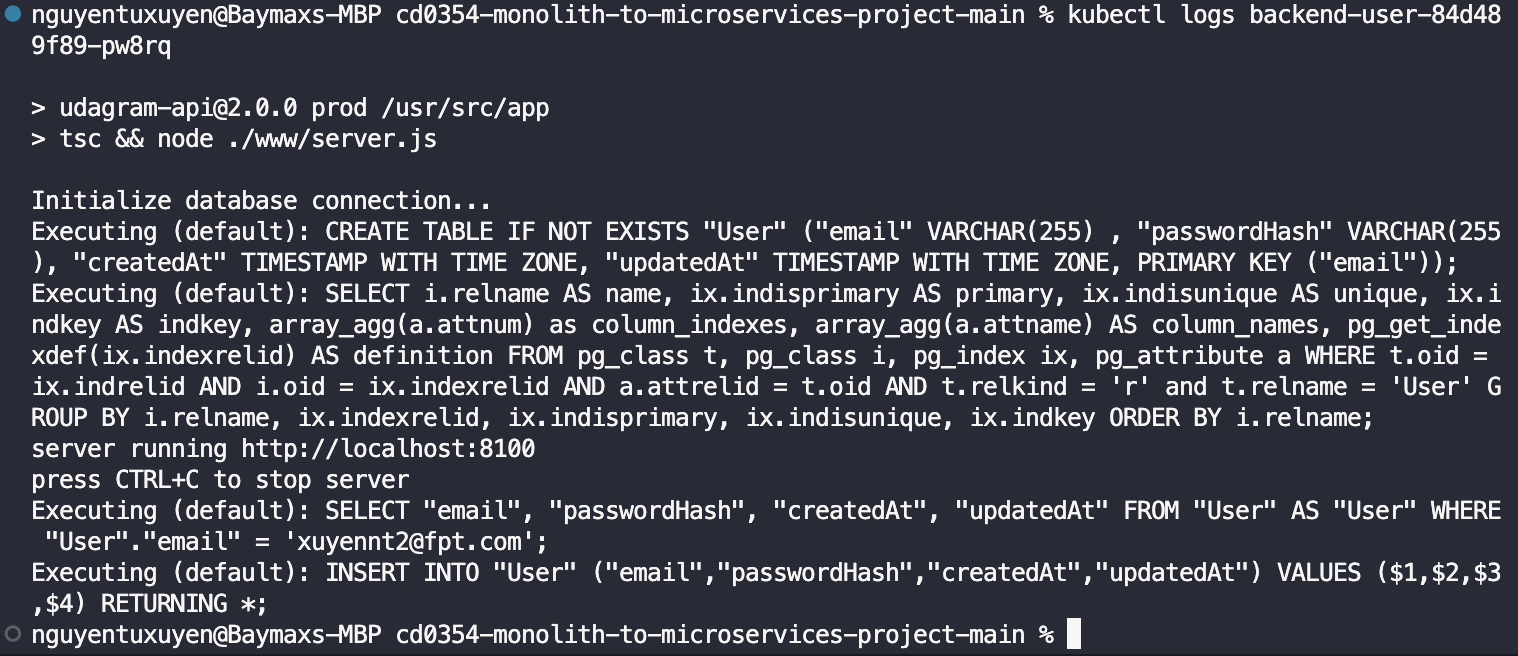 nguyentuxuyen@Baymaxs-MBP cd0354-monolith-to-microservices-project-main % kubectl logs backend-user-84d48
9f89-pw8rq
> udagram-api@2.0.0 prod /usr/src/app
> tsc && node ./www/server.js
Initialize database connection...
Executing (default): CREATE TABLE IF NOT EXISTS "User" ("email" VARCHAR(255) , "passwordHash" VARCHAR(255
), "createdAt" TIMESTAMP WITH TIME ZONE, "updatedAt" TIMESTAMP WITH TIME ZONE, PRIMARY KEY ("email"));
Executing (default): SELECT i.relname AS name, ix.indisprimary AS primary, ix.indisunique AS unique, ix.i
ndkey AS indkey, array_agg(a.attnum) as column_indexes, array_agg(a.attname) AS column_names, pg_get_inde
xdef(ix.indexrelid) AS definition FROM pg_class t, pg_class i, pg_index ix, pg_attribute a WHERE t.oid =
ix.indrelid AND i.oid = ix.indexrelid AND a.attrelid = t.oid AND t.relkind = 'r' and t.relname = 'User' G
ROUP BY i.relname, ix.indexrelid, ix.indisprimary, ix.indisunique, ix.indkey ORDER BY i.relname;
server running http://localhost:8100
press CTRL+C to stop server
Executing (default): SELECT "email", "passwordHash", "createdAt", "updatedAt" FROM "User" AS "User" WHERE
"User"."email" = 'xuyennt2@fpt.com';
Executing (default): INSERT INTO "User" ("email","passwordHash","createdAt","updatedAt") VALUES ($1,$2,$3
,$4) RETURNING *;
nguyentuxuyen@Baymaxs-MBP cd0354-monolith-to-microservices-project-main %